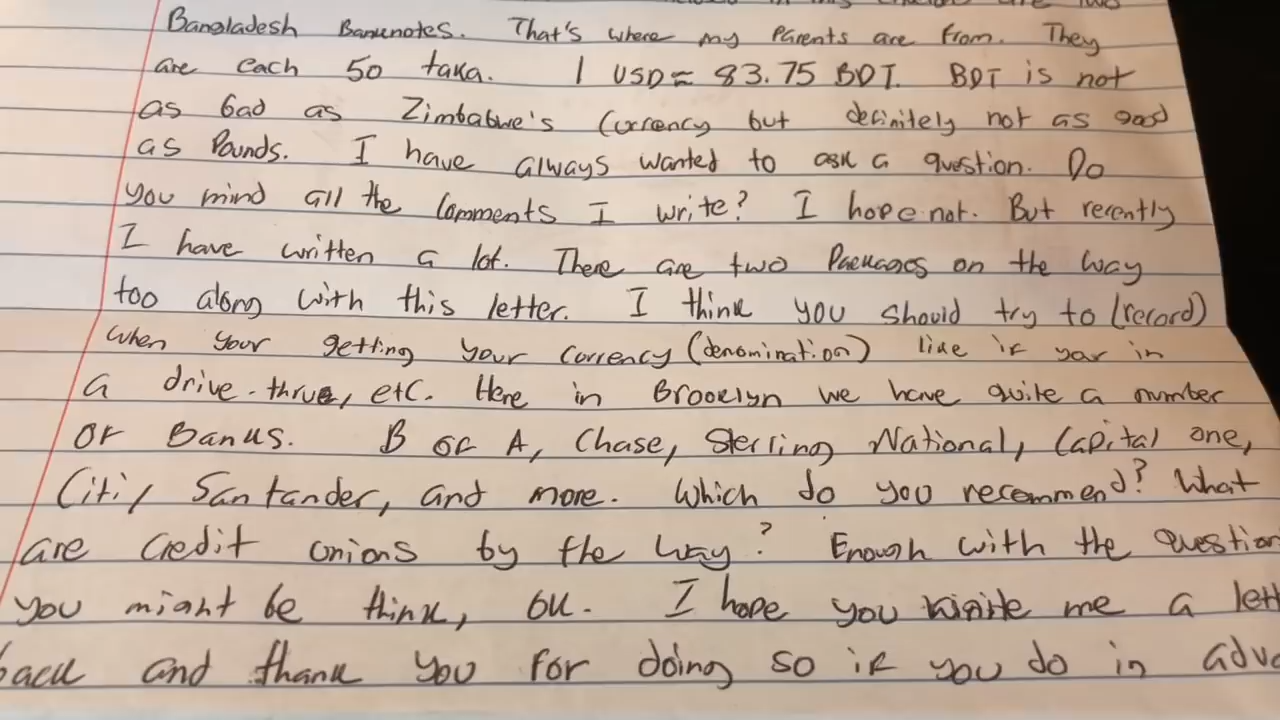 in this are two
Bangladesh Banknotes. That's where my Parents are from. They
are each 50 taka. 1 USD ≈ 83.75 BDT. BDT is not
as bad as Zimbabwe's Currency but definitely not as good
as Pounds. I have always wanted to ask a question. Do
you mind all the Comments I write? I hope not. But recently
I have written a lot. There are two Packages on the way
too along with this letter. I think you should try to (record)
when your getting your currency (denomination) like if your in
a drive-thrue, etc. Here in Brooklyn we have quite a number
of Banks. B of A, Chase, Sterling National, Capital one,
Citi, Santander, and more. Which do you recommend? What
are Credit unions by the way? Enough with the question
you might be think, ok. I hope you write me a lett
back and thank you for doing so if you do in adva